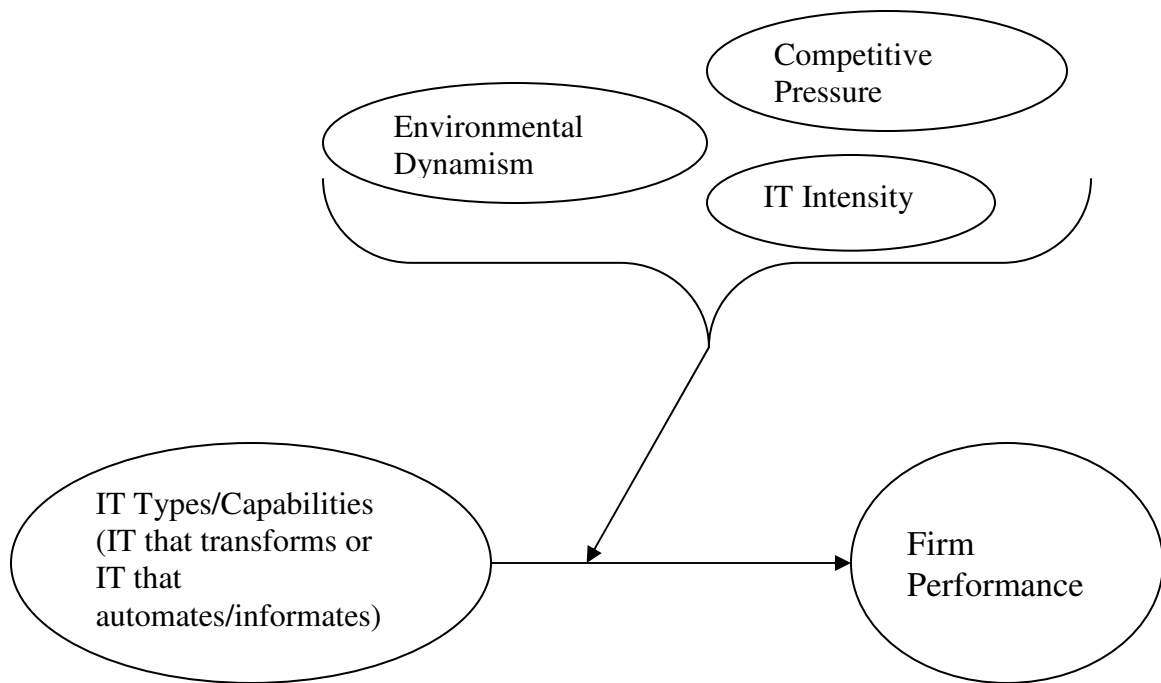 Competitive
Pressure
Environmental
Dynamism
IT Intensity
IT Types/Capabilities
(IT that transforms or
IT that
automates/informates)
Firm
Performance